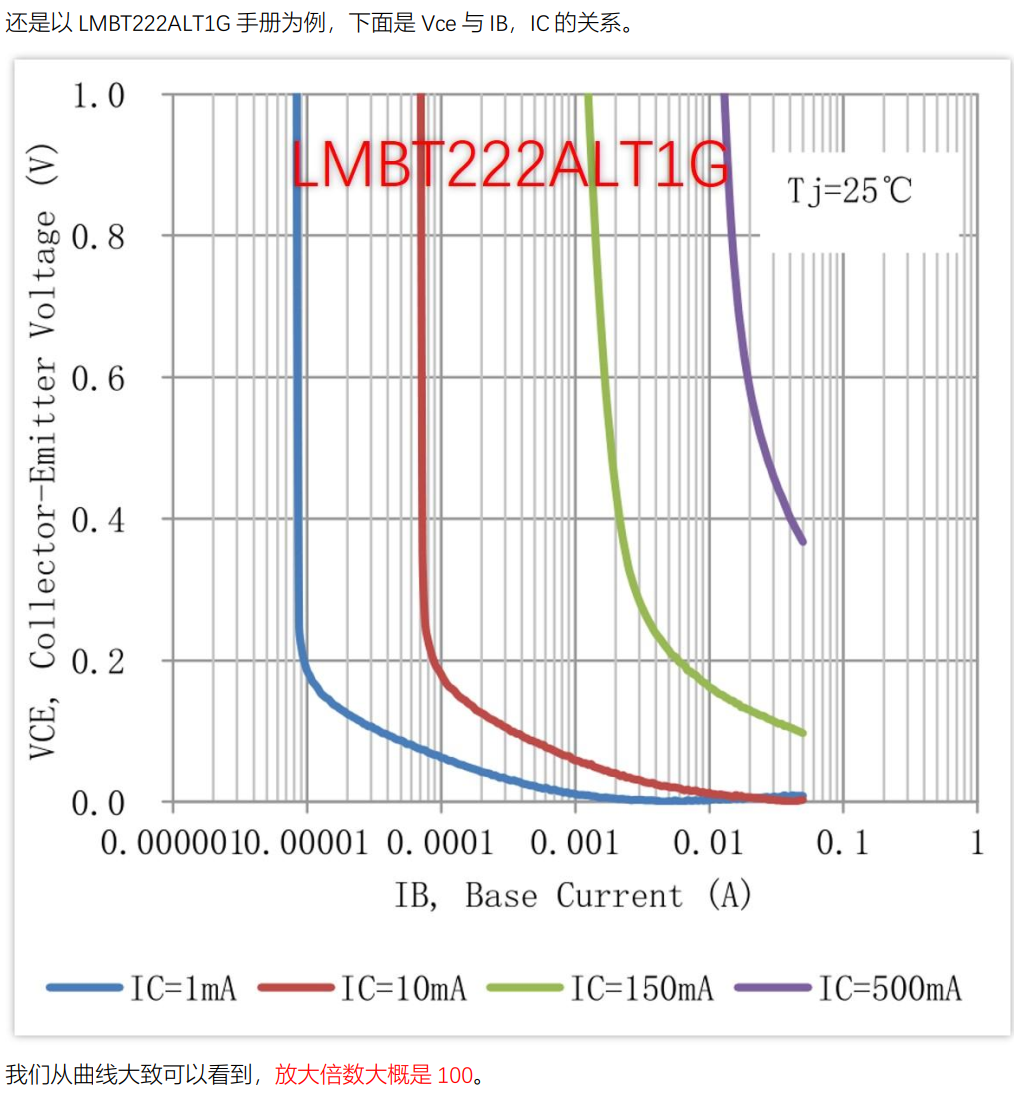 还是以 LMBT222ALT1G 手册为例，下面是 Vce 与 IB，IC 的关系。
1.0
LMBT222ALT1G
Tj=25℃
0.8
0.6
0.4
0.2
0.0
VCE, Collector-Emitter Voltage (V)
0.000001 0.00001 0.0001 0.001 0.01 0.1 1
IB, Base Current (A)
IC=1mA IC=10mA IC=150mA IC=500mA
我们从曲线大致可以看到，放大倍数大概是 100。